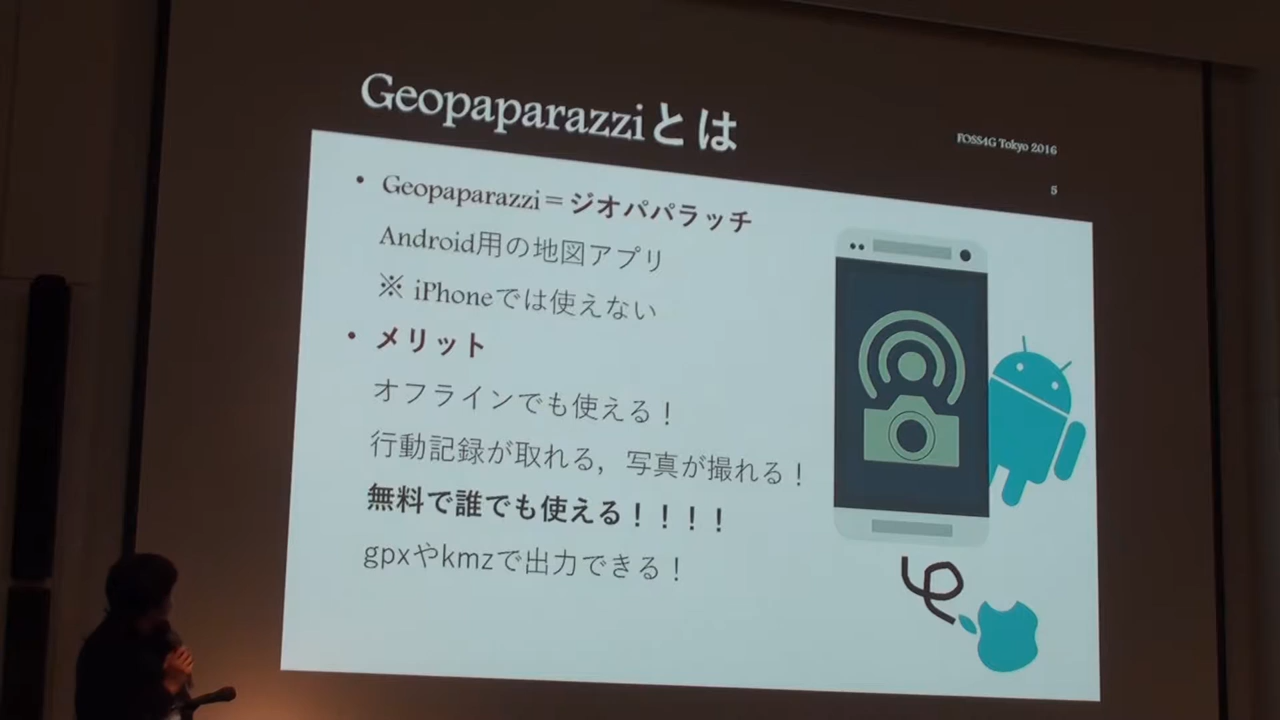 Geopaparazziとは
FOSS4G Tokyo 2016
5
• Geopaparazzi＝ジオパパラッチ
Android用の地図アプリ
※ iPhoneでは使えない
• メリット
オフラインでも使える！
行動記録が取れる，写真が撮れる！
無料で誰でも使える！！！！
gpxやkmzで出力できる！